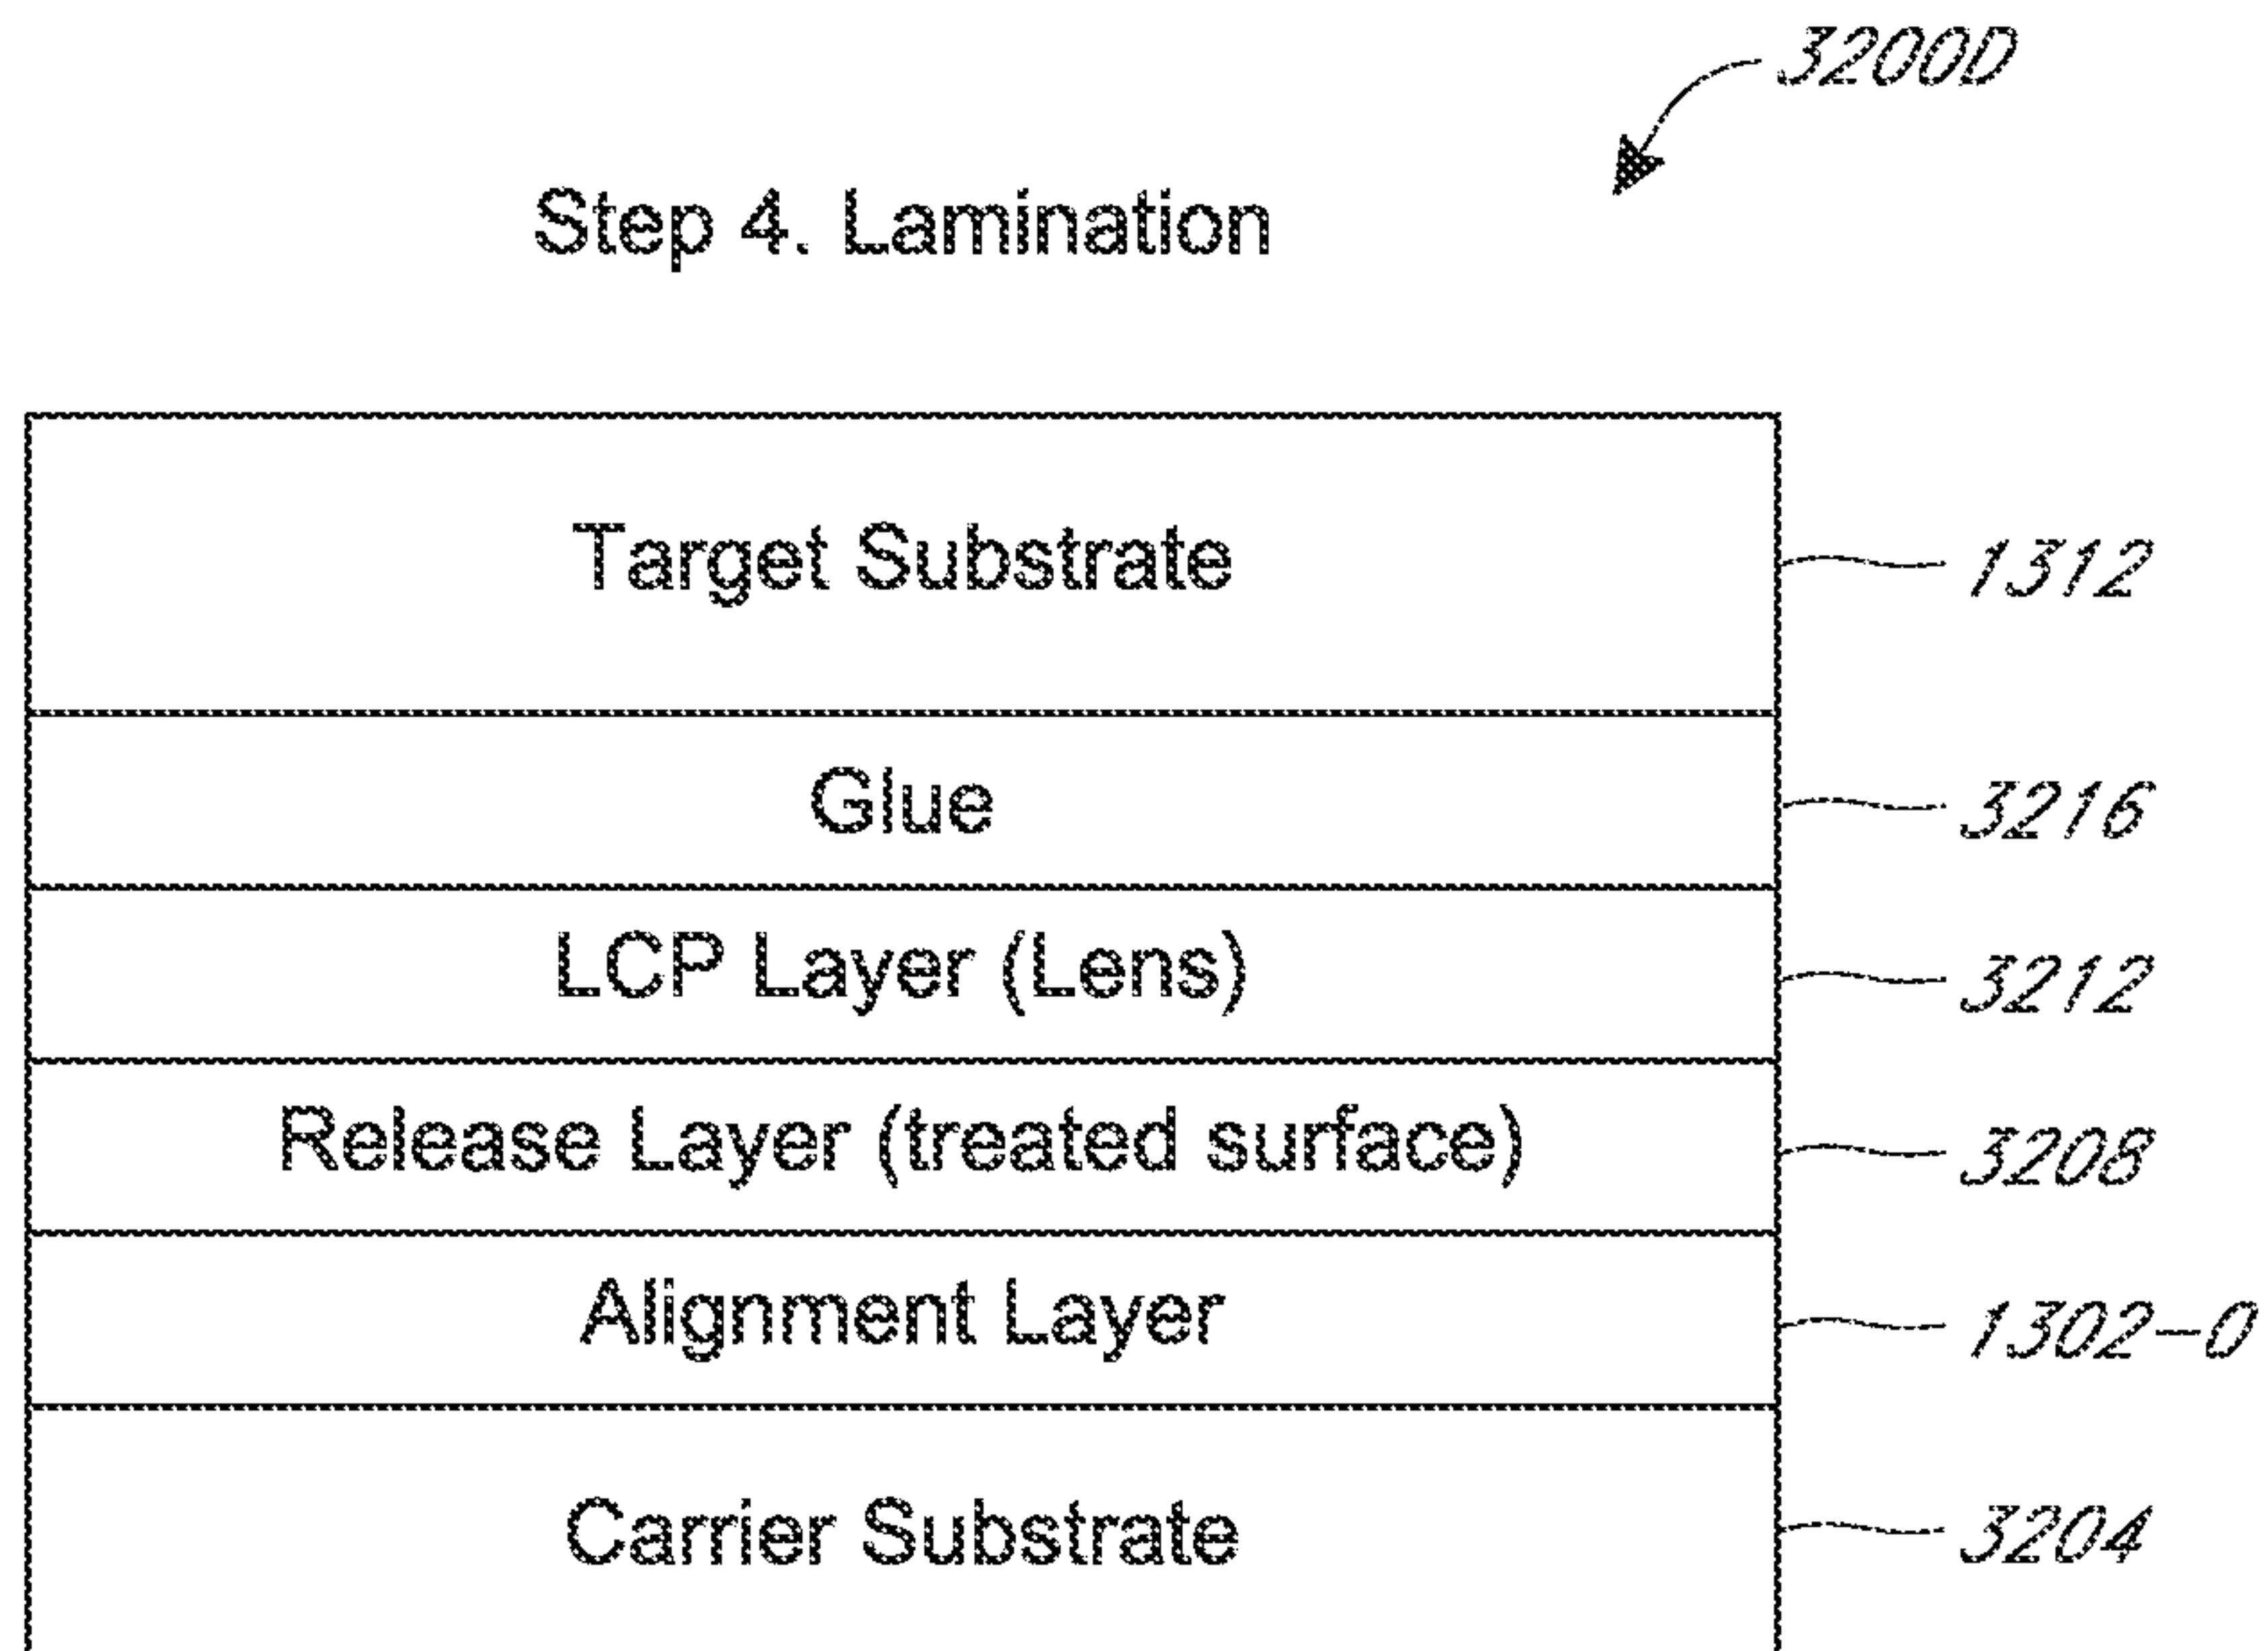 3200D
Step 4. Lamination
Target Substrate 1312
Glue 3216
LCP Layer (Lens) 3212
Release Layer (treated surface) 3208
Alignment Layer 1302-0
Carrier Substrate 3204